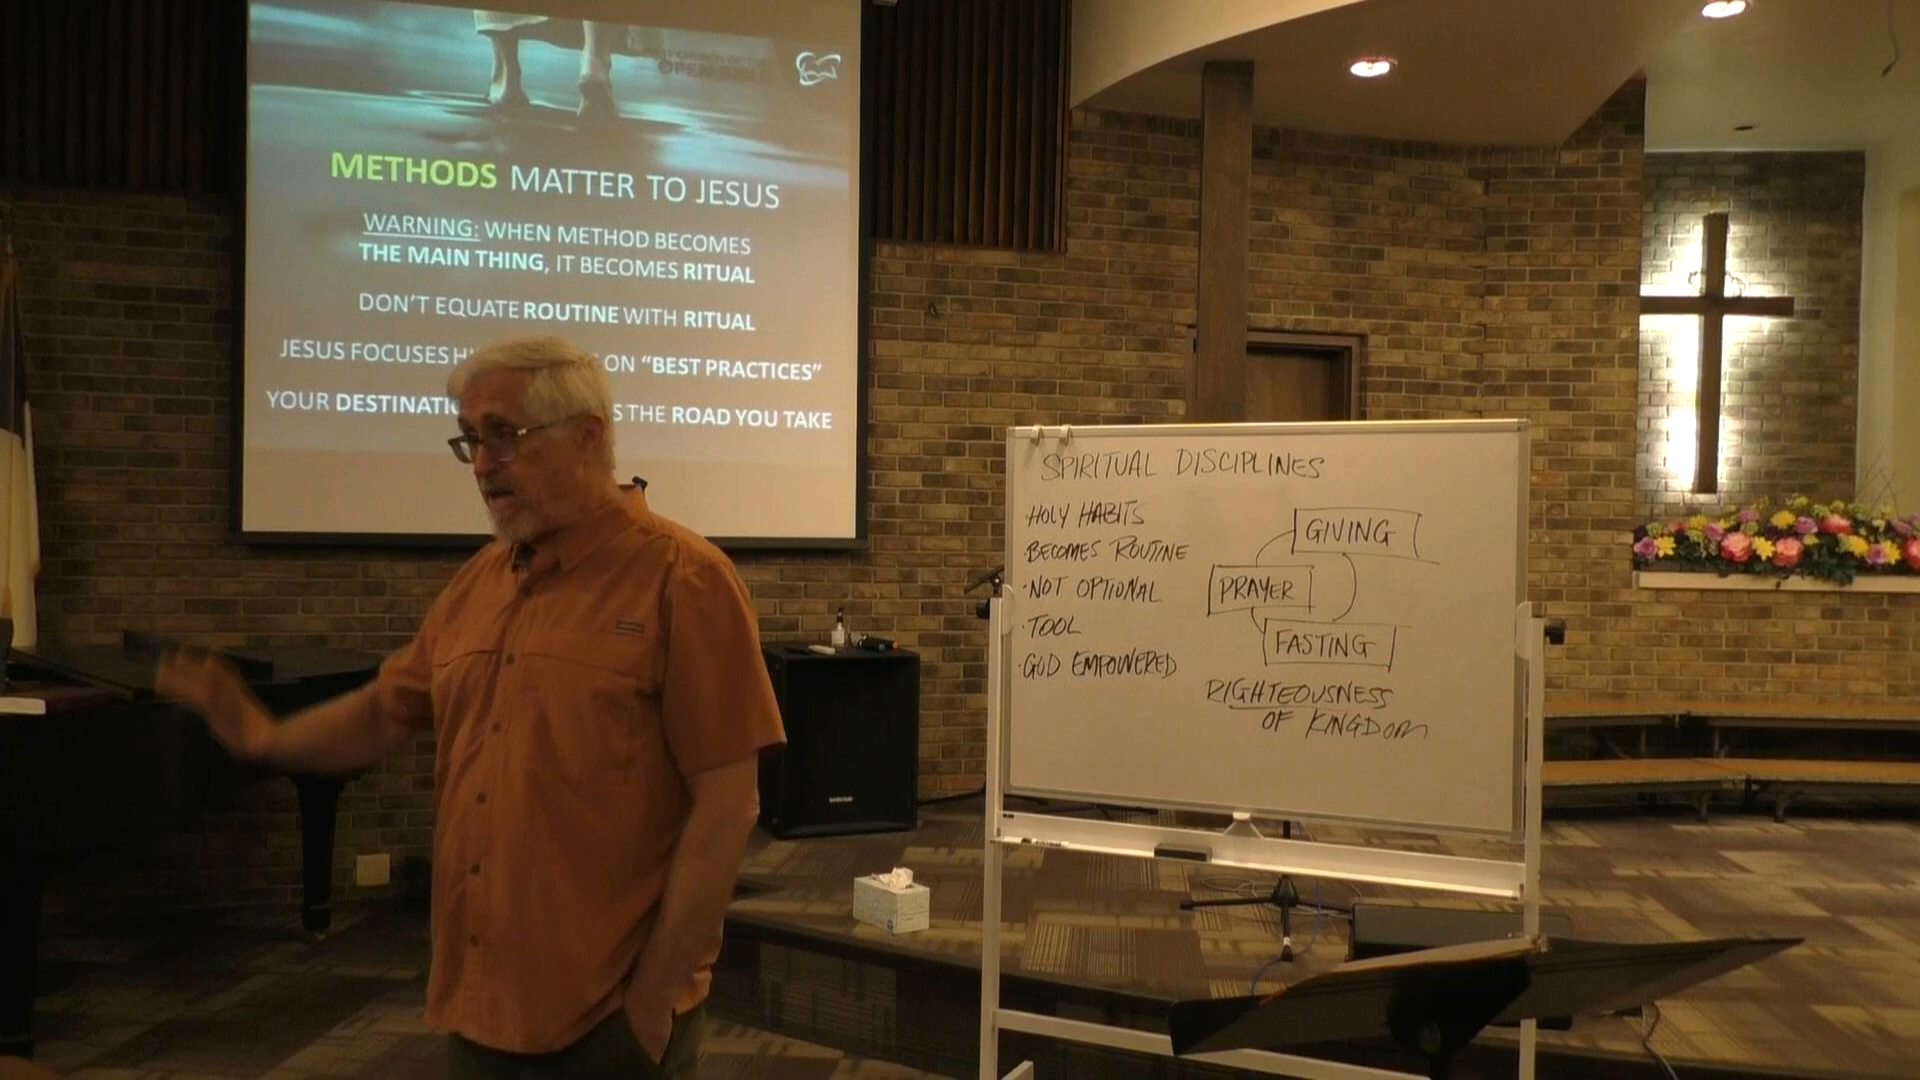 OPEN BIBLE
METHODS MATTER TO JESUS
WARNING: WHEN METHOD BECOMES
THE MAIN THING, IT BECOMES RITUAL
DON'T EQUATE ROUTINE WITH RITUAL
JESUS FOCUSES ON "BEST PRACTICES"
YOUR THE ROAD YOU TAKE
SPIRITUAL DISCIPLINES
·HOLY HABITS
·BECOMES ROUTINE
·NOT OPTIONAL
·TOOL
·GOD EMPOWERED
GIVING
PRAYER
FASTING
RIGHTEOUSNESS
OF KINGDOM